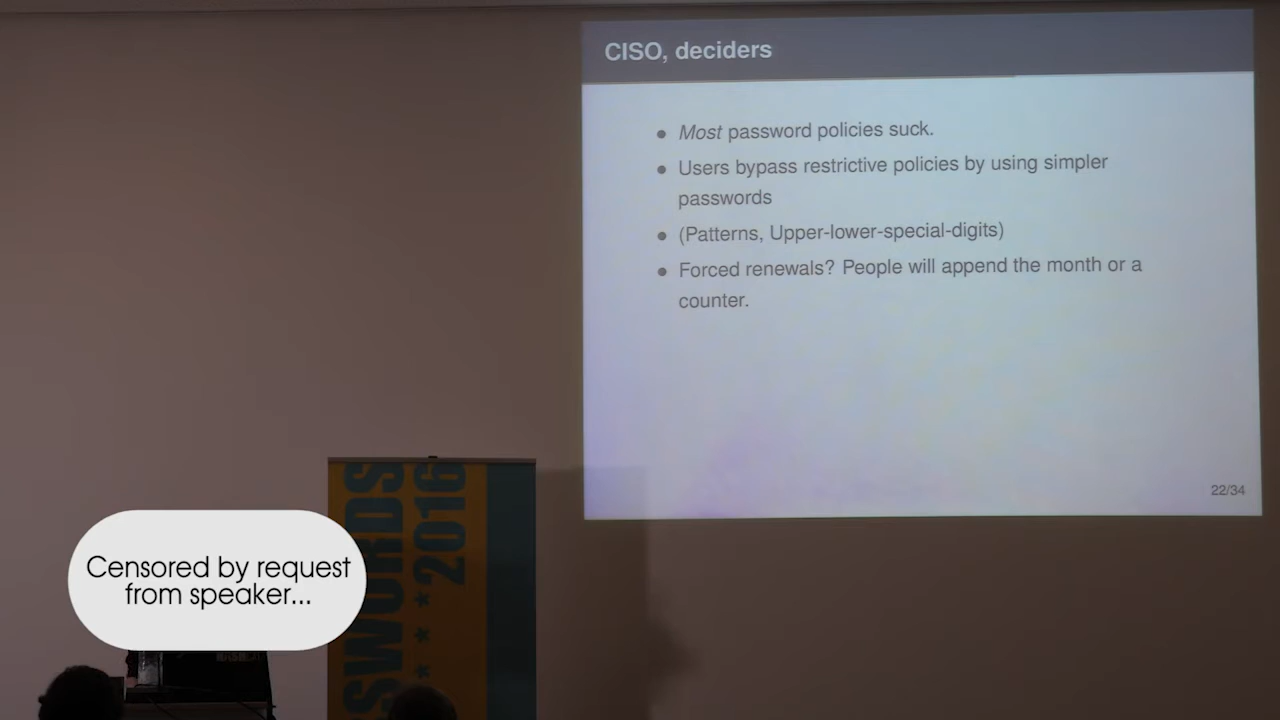 CISO, deciders
Most password policies suck.
Users bypass restrictive policies by using simpler
passwords
(Patterns, Upper-lower-special-digits)
Forced renewals? People will append the month or a
counter.
22/34
Censored by request
from speaker...
SWORDS
***2016